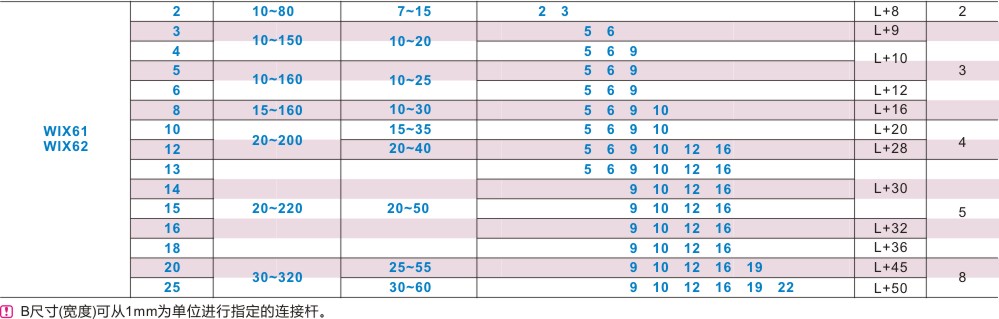 2 10~80 7~15 2 3 L+8 2
3 10~150 10~20 5 6 L+9 3
4 5 6 9 L+10
5 10~160 10~25 5 6 9
6 5 6 9 L+12
8 15~160 10~30 5 6 9 10 L+16
WIX61 WIX62
10 20~200 15~35 5 6 9 10 L+20 4
12 20~40 5 6 9 10 12 16 L+28
13 20~220 20~50 5 6 9 10 12 16 L+30 5
14 9 10 12 16
15 9 10 12 16
16 9 10 12 16 L+32
18 9 10 12 16 L+36
20 30~320 25~55 9 10 12 16 19 L+45 8
25 30~60 9 10 12 16 19 22 L+50
! B尺寸(宽度)可从1mm为单位进行指定的连接杆。